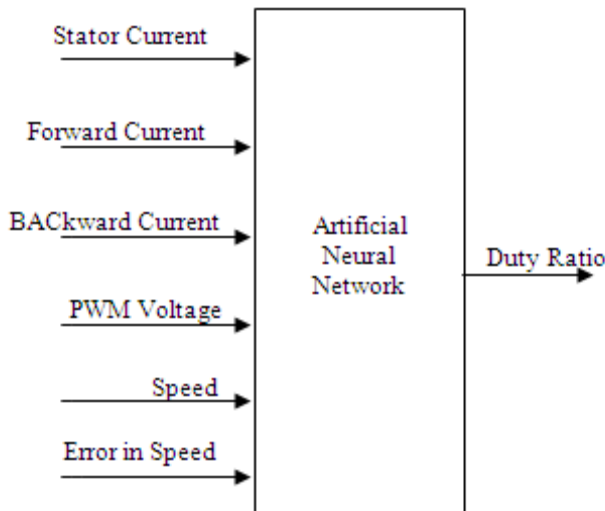 Stator Current
Forward Current
BACkward Current
PWM Voltage
Speed
Error in Speed
Artificial
Neural
Network
Duty Ratio